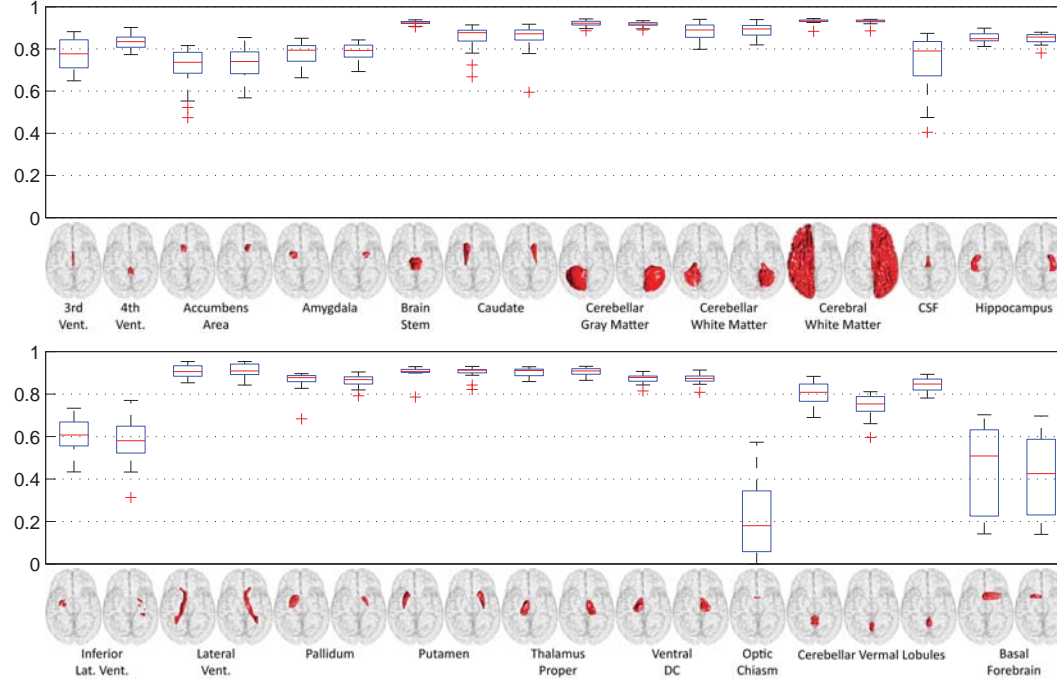 1
0.8
0.6
0.4
0.2
0
3rd Vent.
4th Vent.
Accumbens Area
Amygdala
Brain Stem
Caudate
Cerebellar Gray Matter
Cerebellar White Matter
Cerebral White Matter
CSF
Hippocampus
1
0.8
0.6
0.4
0.2
0
Inferior Lat. Vent.
Lateral Vent.
Pallidum
Putamen
Thalamus Proper
Ventral DC
Optic Chiasm
Cerebellar Vermal Lobules
Basal Forebrain